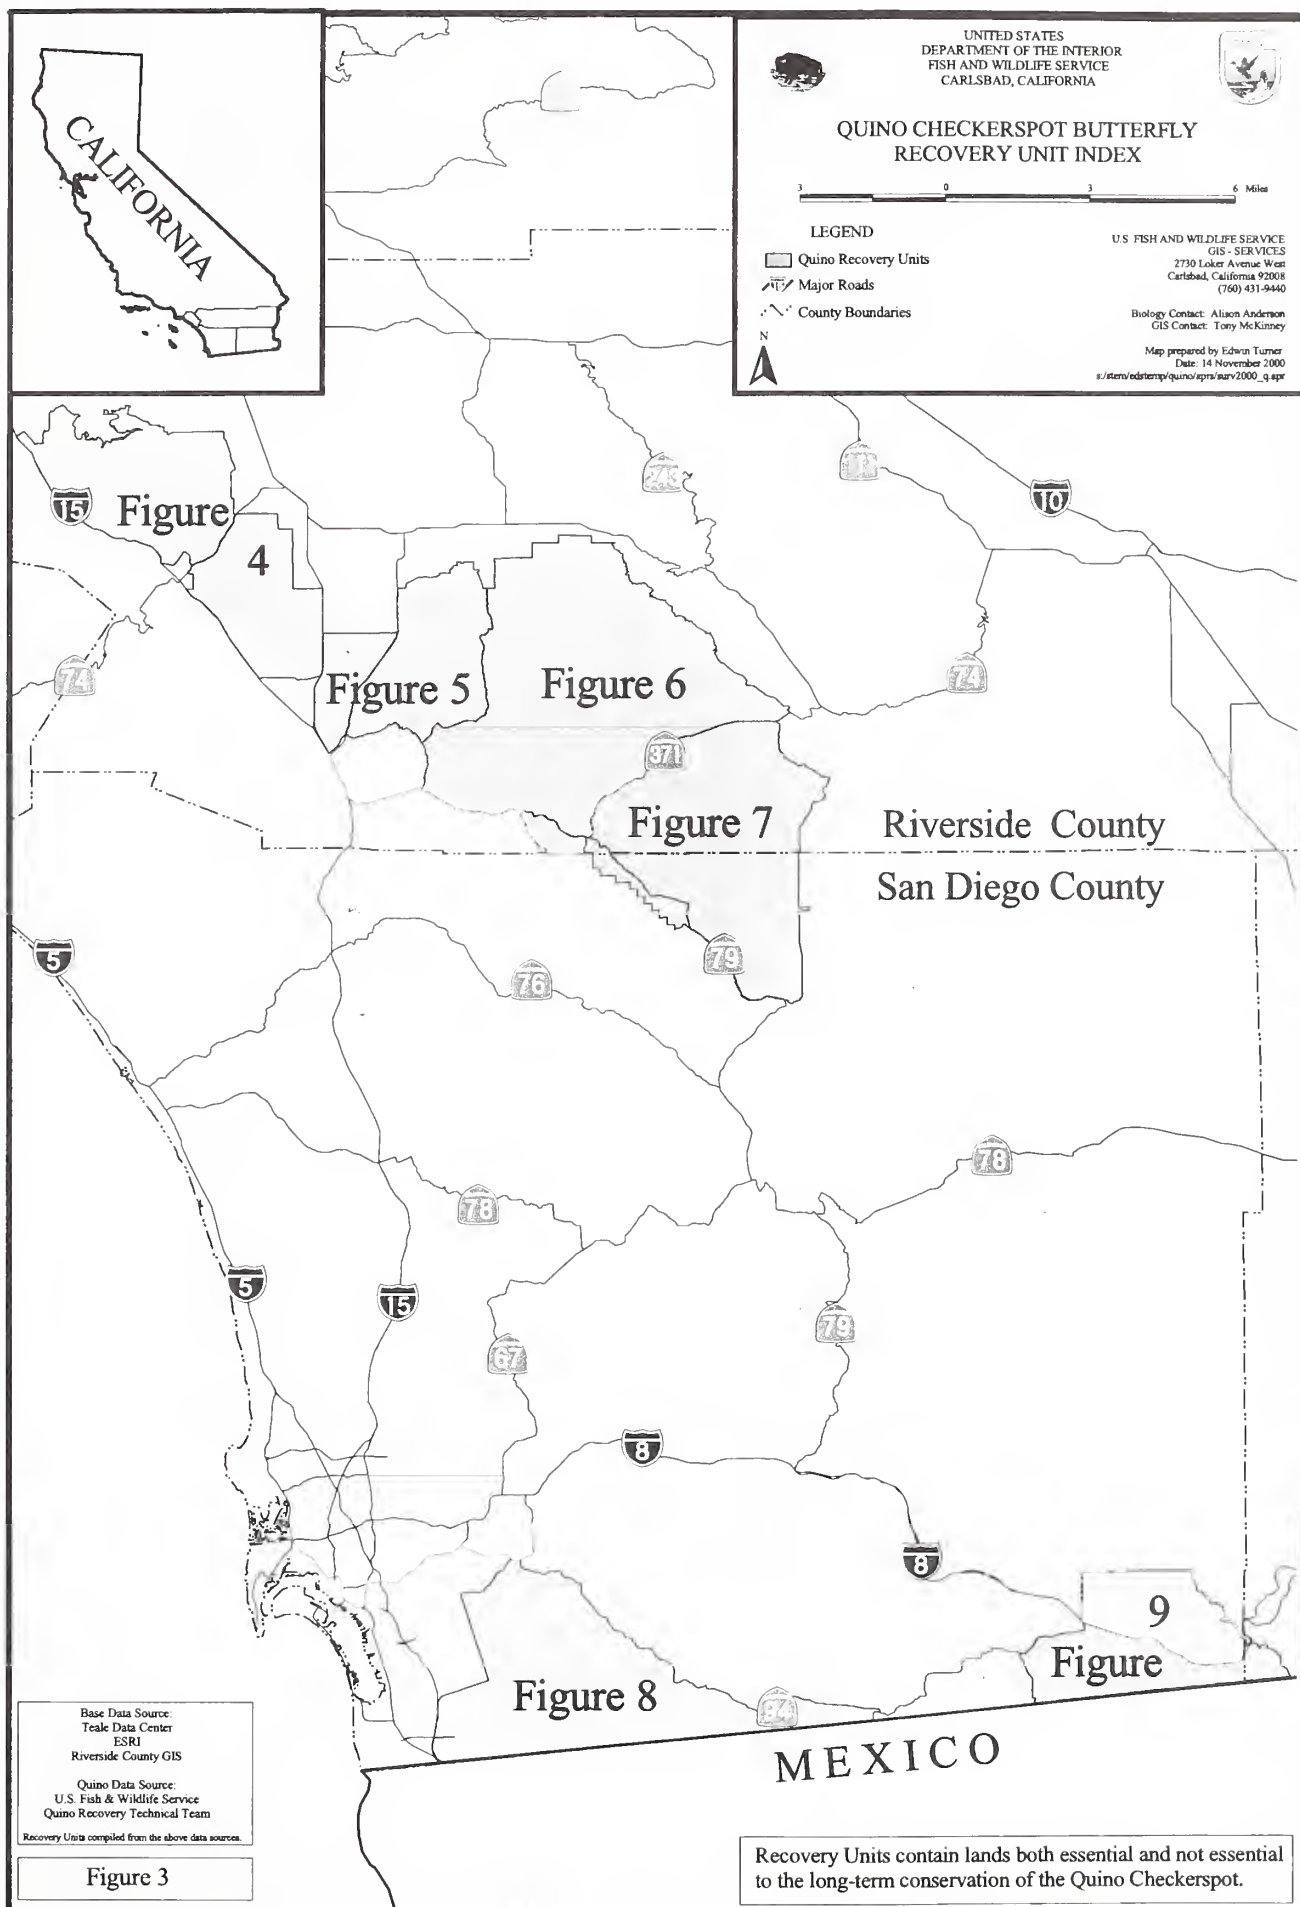 CALIFORNIA
UNITED STATES
DEPARTMENT OF THE INTERIOR
FISH AND WILDLIFE SERVICE
CARLSBAD, CALIFORNIA
QUINO CHECKERSPOT BUTTERFLY
RECOVERY UNIT INDEX
3 0 3 6 Miles
LEGEND
Quino Recovery Units
Major Roads
County Boundaries
N
U.S FISH AND WILDLIFE SERVICE
GIS - SERVICES
2730 Loker Avenue West
Carlsbad, California 92008
(760) 431-9440
Biology Contact: Alison Anderson
GIS Contact: Tony McKinney
Map prepared by Edwin Turner
Date: 14 November 2000
s:/stem/edstemp/quino/aprs/surv2000_q.apr
243
10
15
Figure
4
74
Figure 5
Figure 6
74
371
Figure 7
Riverside County
San Diego County
5
79
76
78
78
5
15
79
67
8
8
9
Figure
Figure 8
94
MEXICO
Base Data Source:
Teale Data Center
ESRI
Riverside County GIS
Quino Data Source:
U.S. Fish & Wildlife Service
Quino Recovery Technical Team
Recovery Units compiled from the above data sources.
Figure 3
Recovery Units contain lands both essential and not essential
to the long-term conservation of the Quino Checkerspot.